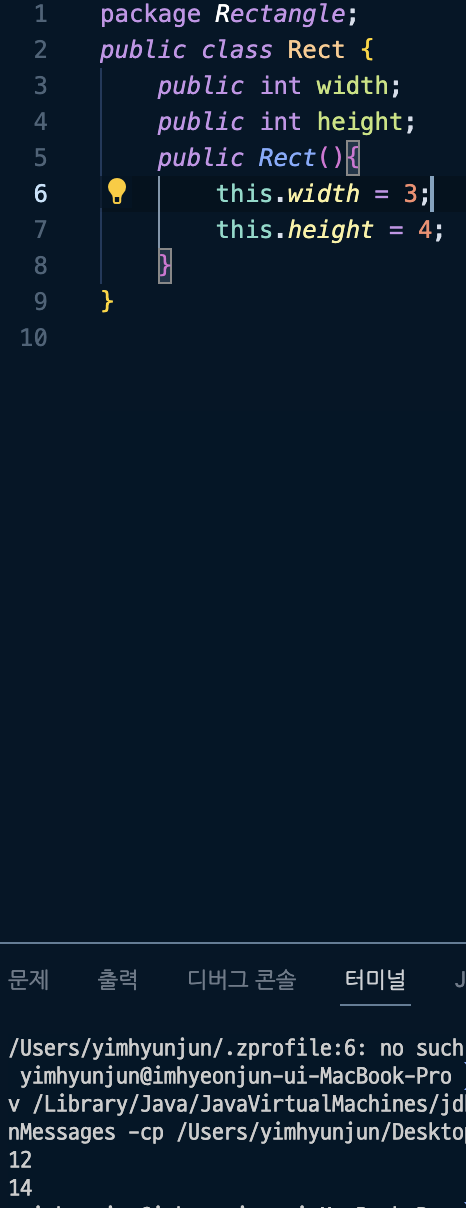 1 package Rectangle;
2 public class Rect {
3 public int width;
4 public int height;
5 public Rect(){
6 this.width = 3;
7 this.height = 4;
8 }
9 }
10
문제 출력 디버그 콘솔 터미널 J
/Users/yimhyunjun/.zprofile:6: no such
yimhyunjun@imhyeonjun-ui-MacBook-Pro
v /Library/Java/JavaVirtualMachines/jd
nMessages -cp /Users/yimhyunjun/Deskto
12
14